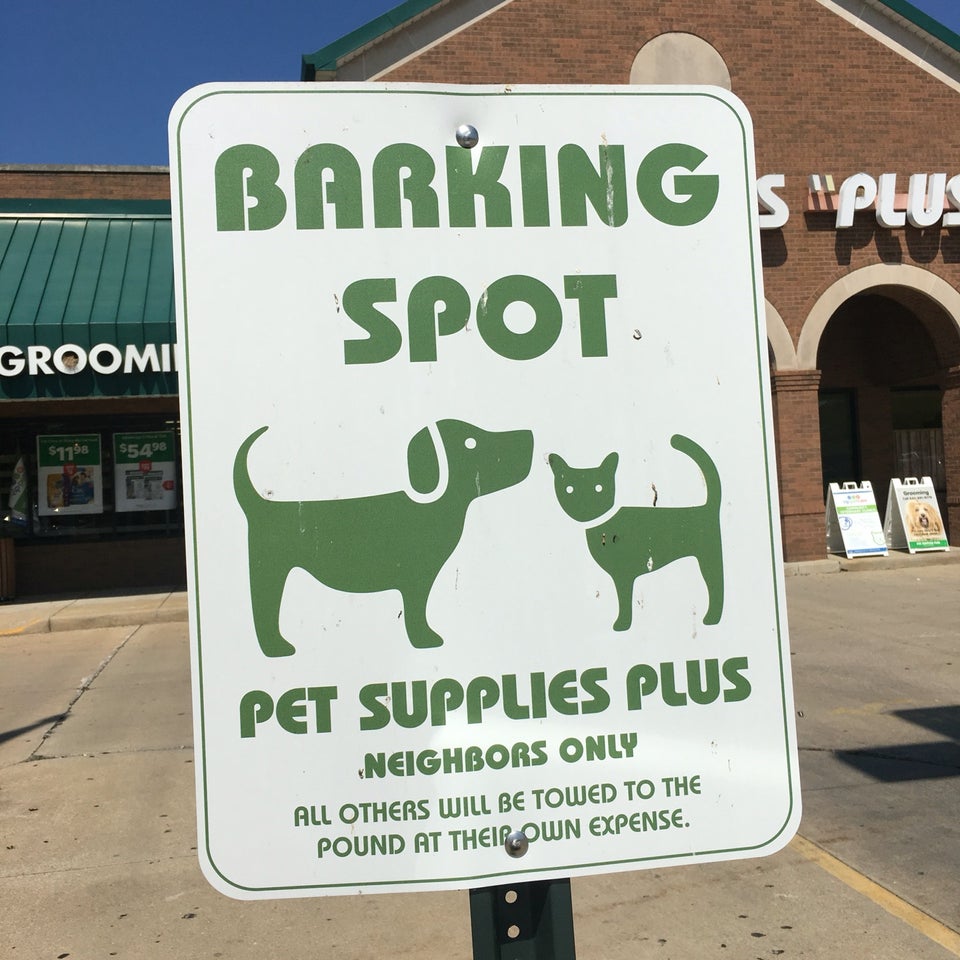 BARKING
SPOT
PET SUPPLIES PLUS
NEIGHBORS ONLY
ALL OTHERS WILL BE TOWED TO THE
POUND AT THEIR OWN EXPENSE.
S "PLUS
GROOMI
$11.98
$54.98
Grooming